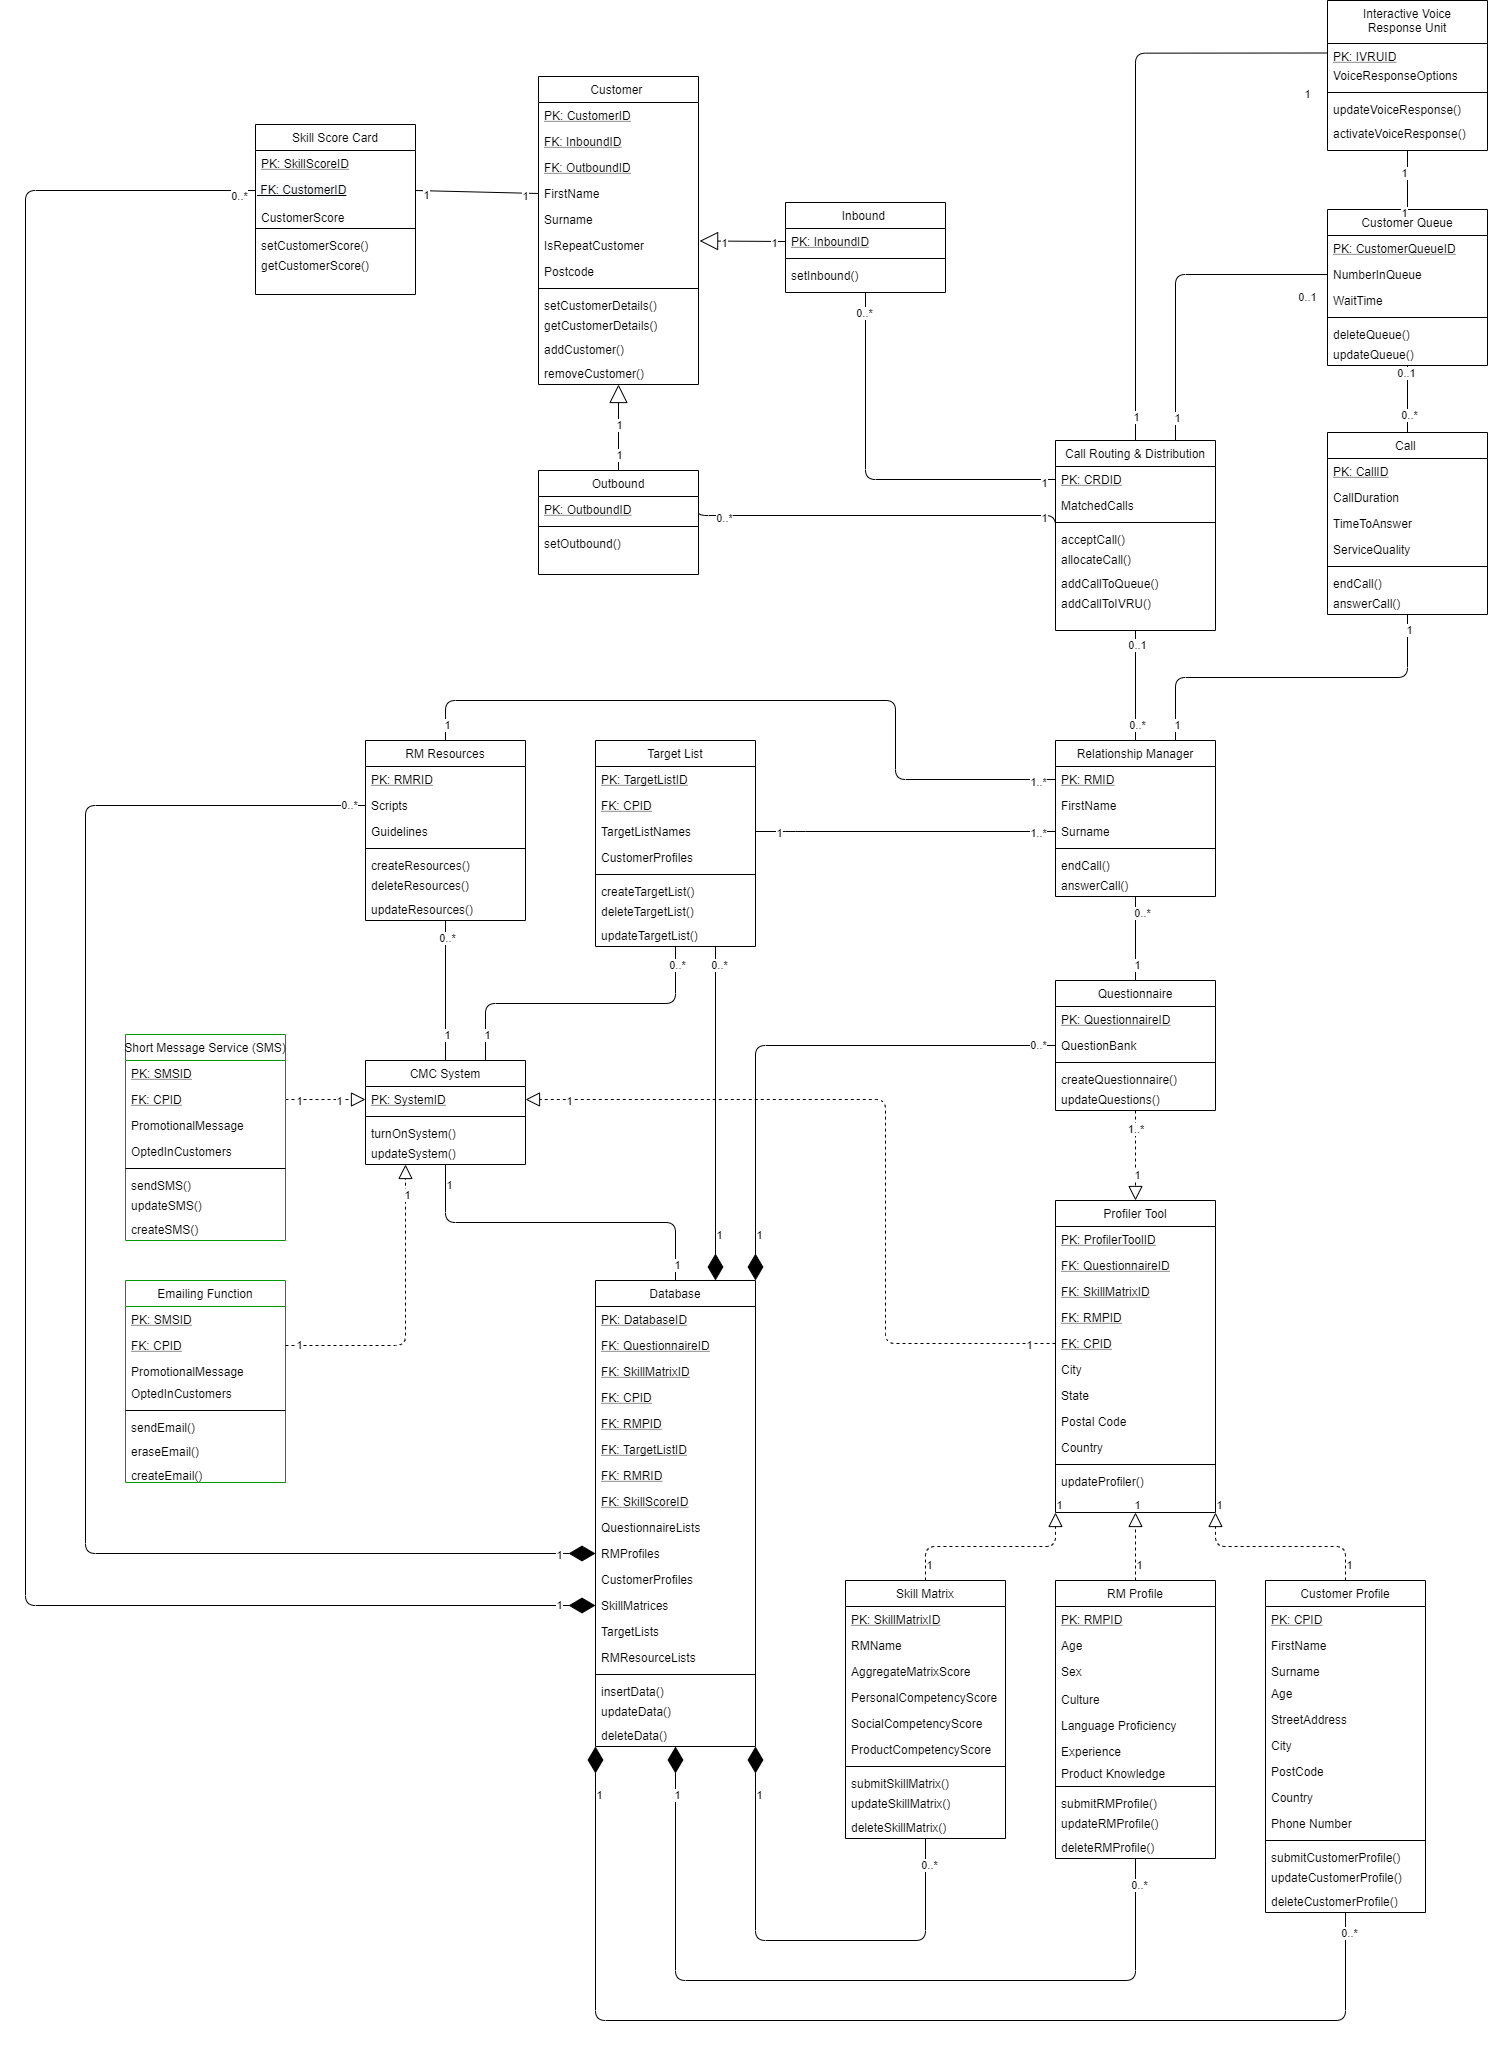 Interactive Voice
Response Unit
PK: IVRUID
VoiceResponseOptions
updateVoiceResponse()
activateVoiceResponse()
1
1
1
Customer
PK: CustomerID
FK: InboundID
FK: OutboundID
FirstName
Surname
IsRepeatCustomer
Postcode
setCustomerDetails()
getCustomerDetails()
addCustomer()
removeCustomer()
Skill Score Card
PK: SkillScoreID
FK: CustomerID
CustomerScore
setCustomerScore()
getCustomerScore()
0..*
1
1
Inbound
PK: InboundID
setInbound()
1
1
0..*
1
Customer Queue
PK: CustomerQueueID
NumberInQueue
WaitTime
deleteQueue()
updateQueue()
0..1
0..1
0..*
1
1
Outbound
PK: OutboundID
setOutbound()
1
1
0..*
1
Call Routing & Distribution
PK: CRDID
MatchedCalls
acceptCall()
allocateCall()
addCallToQueue()
addCallToIVRU()
0..1
0..*
Call
PK: CallID
CallDuration
TimeToAnswer
ServiceQuality
endCall()
answerCall()
1
1
RM Resources
PK: RMRID
Scripts
Guidelines
createResources()
deleteResources()
updateResources()
1
0..*
0..*
1
Target List
PK: TargetListID
FK: CPID
TargetListNames
CustomerProfiles
createTargetList()
deleteTargetList()
updateTargetList()
1
0..*
0..*
1
Relationship Manager
PK: RMID
FirstName
Surname
endCall()
answerCall()
1..*
1..*
0..*
1
Questionnaire
PK: QuestionnaireID
QuestionBank
createQuestionnaire()
updateQuestions()
0..*
1..*
1
Short Message Service (SMS)
PK: SMSID
FK: CPID
PromotionalMessage
OptedInCustomers
sendSMS()
updateSMS()
createSMS()
1
1
CMC System
PK: SystemID
turnOnSystem()
updateSystem()
1
1
1
1
1
1
Emailing Function
PK: SMSID
FK: CPID
PromotionalMessage
OptedInCustomers
sendEmail()
eraseEmail()
createEmail()
1
Database
PK: DatabaseID
FK: QuestionnaireID
FK: SkillMatrixID
FK: CPID
FK: RMPID
FK: TargetListID
FK: RMRID
FK: SkillScoreID
QuestionnaireLists
RMProfiles
CustomerProfiles
SkillMatrices
TargetLists
RMResourceLists
insertData()
updateData()
deleteData()
1
1
1
1
1
Profiler Tool
PK: ProfilerToolID
FK: QuestionnaireID
FK: SkillMatrixID
FK: RMPID
FK: CPID
City
State
Postal Code
Country
updateProfiler()
1
1
1
1
1
1
1
Skill Matrix
PK: SkillMatrixID
RMName
AggregateMatrixScore
PersonalCompetencyScore
SocialCompetencyScore
ProductCompetencyScore
submitSkillMatrix()
updateSkillMatrix()
deleteSkillMatrix()
0..*
RM Profile
PK: RMPID
Age
Sex
Culture
Language Proficiency
Experience
Product Knowledge
submitRMProfile()
updateRMProfile()
deleteRMProfile()
0..*
Customer Profile
PK: CPID
FirstName
Surname
Age
StreetAddress
City
PostCode
Country
Phone Number
submitCustomerProfile()
updateCustomerProfile()
deleteCustomerProfile()
0..*